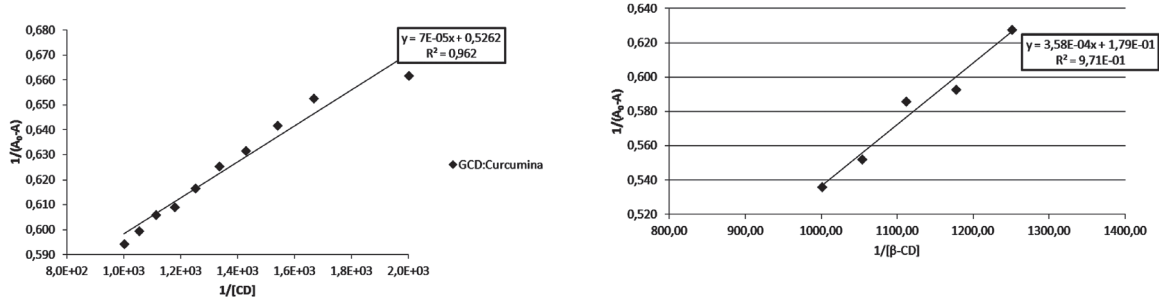 0,680
0,670
0,660
0,650
0,640
0,630
0,620
0,610
0,600
0,590
1/(A₀-A)
8,0E+02 1,0E+03 1,2E+03 1,4E+03 1,6E+03 1,8E+03 2,0E+03
1/[CD]
y = 7E-05x + 0,5262
R² = 0,962
GCD:Curcumina
0,640
0,620
0,600
0,580
0,560
0,540
0,520
1/(A₀-A)
800,00 900,00 1000,00 1100,00 1200,00 1300,00 1400,00
1/[β-CD]
y = 3,58E-04x + 1,79E-01
R² = 9,71E-01